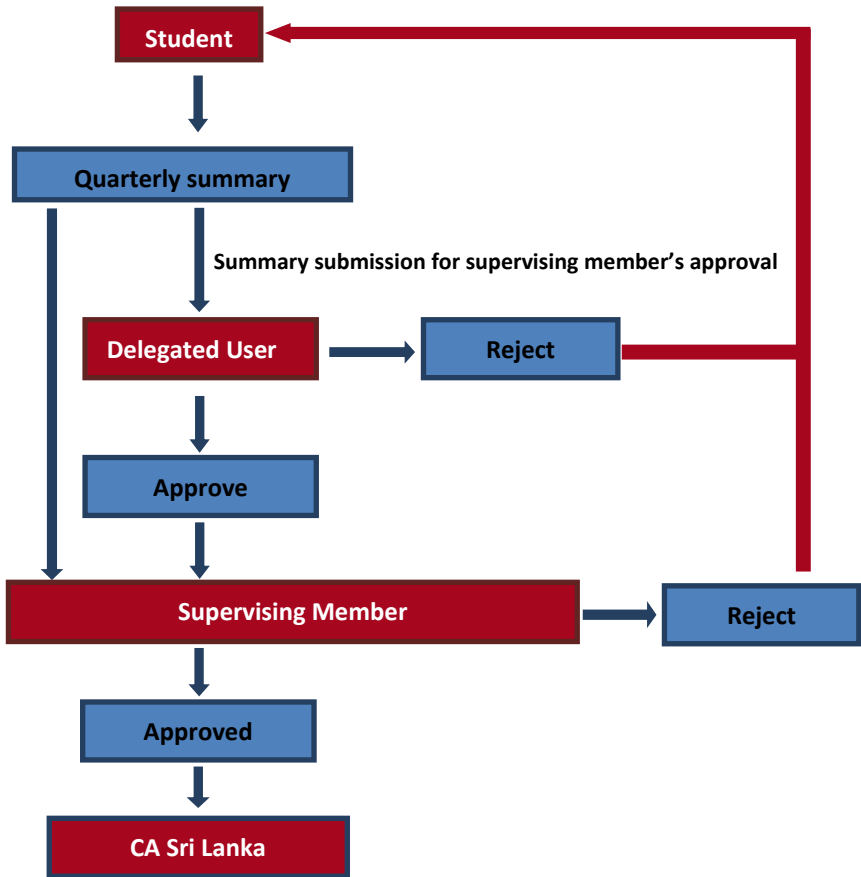 Student
Quarterly summary
Summary submission for supervising member’s approval
Delegated User
Reject
Approve
Supervising Member
Reject
Approved
CA Sri Lanka